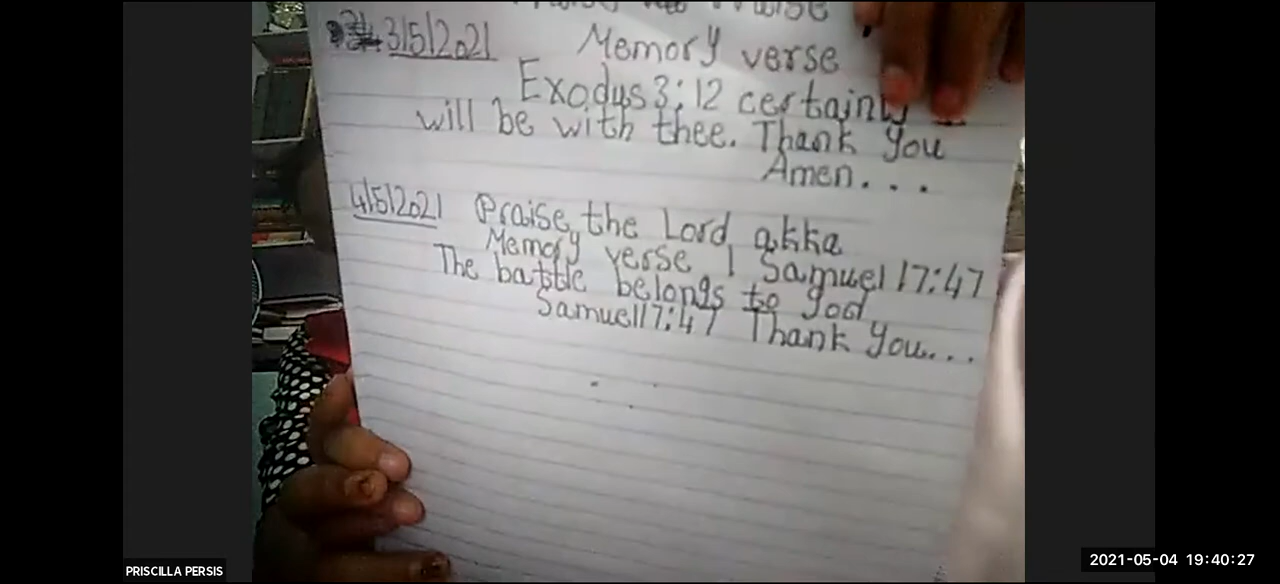 Praise
3/5/2021 Memory verse
Exodus 3:12 certainly
will be with thee. Thank you
Amen...
4/5/2021 Praise the Lord akka
Memory verse 1 Samuel 17:47
The battle belongs to god
Samuel 17:47 Thank you...
PRISCILLA PERSIS
2021-05-04 19:40:27